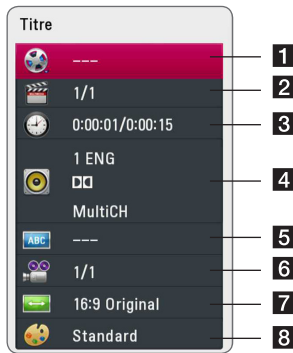 Titre
--- 1
1/1 2
0:00:01/0:00:15 3
1 ENG
MultiCH 4
ABC --- 5
1/1 6
16:9 Original 7
Standard 8